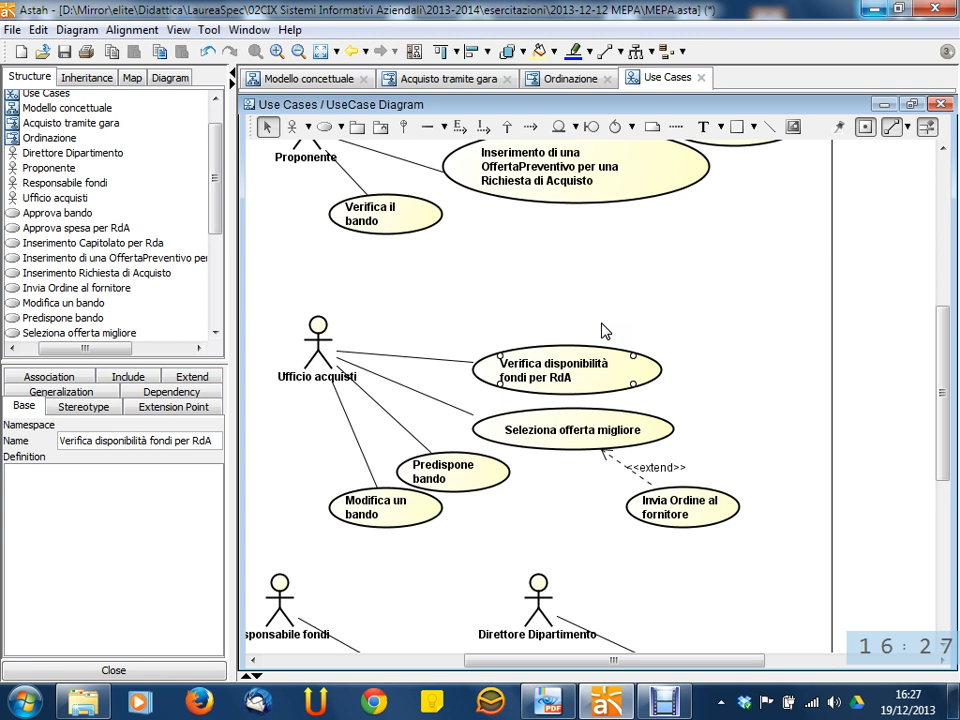 Astah - [D:\Mirror\elite\Didattica\LaureaSpec\02CIX Sistemi Informativi Aziendali\2013-2014\esercitazioni\2013-12-12 MEPA\MEPA.asta] (*)
File Edit Diagram Alignment View Tool Window Help
Structure Inheritance Map Diagram
Modello concettuale Acquisto tramite gara Ordinazione Use Cases
Use Cases / UseCase Diagram
Use Cases
Modello concettuale
Acquisto tramite gara
Ordinazione
Direttore Dipartimento
Proponente
Responsabile fondi
Ufficio acquisti
Approva bando
Approva spesa per RdA
Inserimento Capitolato per Rda
Inserimento di una OffertaPreventivo per
Inserimento Richiesta di Acquisto
Invia Ordine al fornitore
Modifica un bando
Predispone bando
Seleziona offerta migliore
Association Include Extend
Generalization Dependency
Base Stereotype Extension Point
Namespace
Name Verifica disponibilità fondi per RdA
Definition
Close
T
Proponente
Inserimento di una
OffertaPreventivo per una
Richiesta di Acquisto
Verifica il
bando
Ufficio acquisti
Verifica disponibilità
fondi per RdA
Seleziona offerta migliore
Predispone
bando
<<extend>>
Modifica un
bando
Invia Ordine al
fornitore
sponsabile fondi
Direttore Dipartimento
16:27
PDF
16:27
19/12/2013